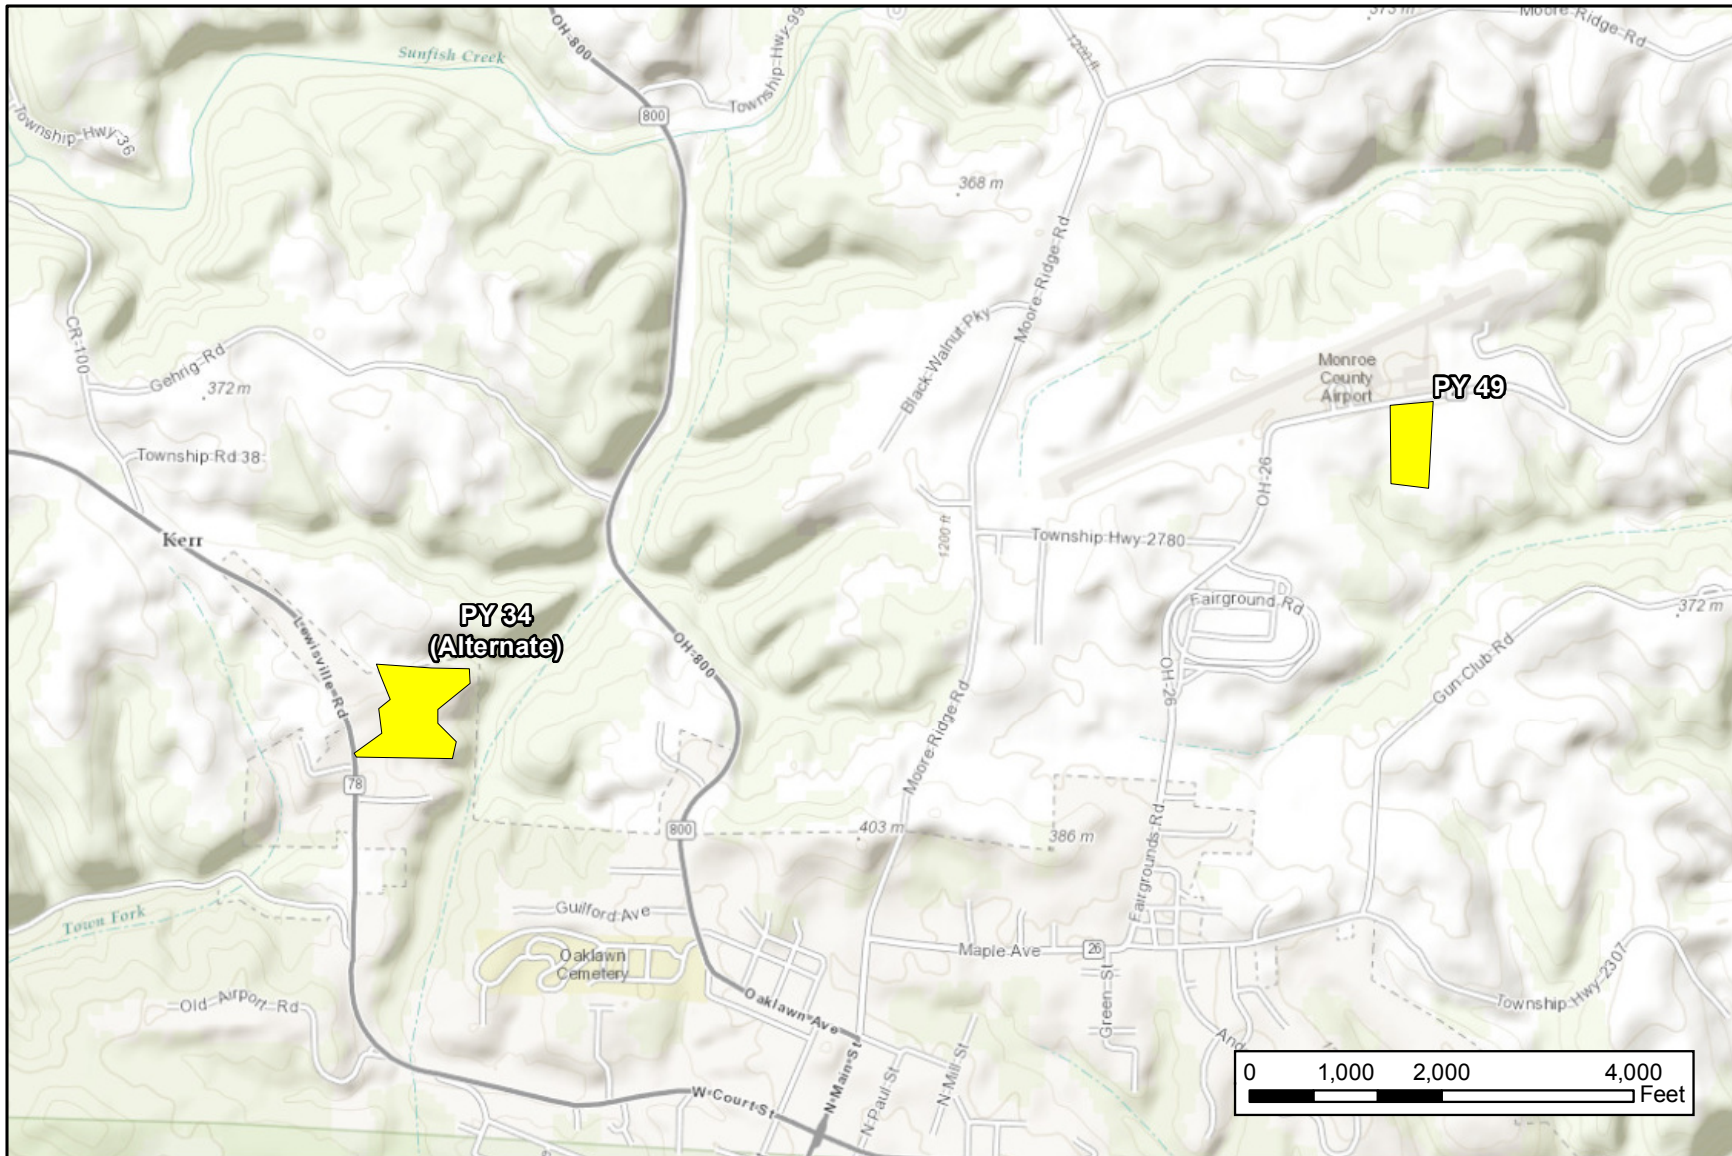 373 m
Moore-Ridge-Rd
OH-800
Township-Hwy-99
1200 ft
Sunfish Creek
Township-Hwy-36
800
Township-Hwy
368 m
Moore-Ridge-Rd
Black-Walnut-Pky
CR-100
Gehrig-Rd
372 m
Monroe
County
Airport
PY 49
Township-Rd 38
OH-26
Kerr
1200 ft
Township-Hwy-2780
Fairground-Rd
372 m
PY 34
(Alternate)
Lewisville-Rd
OH-800
Gun-Club-Rd
OH-26
Moore-Ridge-Rd
78
800
403 m
386 m
Fairgrounds-Rd
Town Fork
Guilford-Ave
Oaklawn
Cemetery
Maple Ave
26
Green-St
Township-Hwy-2307
Old-Airport-Rd
Oaklawn-Ave
N-Main-St
N-Paul-St
N-Mill-St
And
W-Court-St
0 1,000 2,000 4,000
Feet